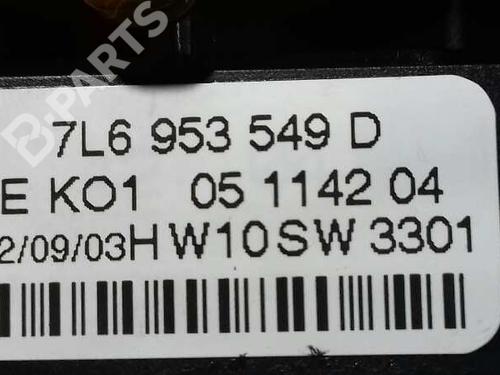 B-PARTS
7L6 953 549 D
E KO1 05 1142 04
2/09/03H W10SW 3301